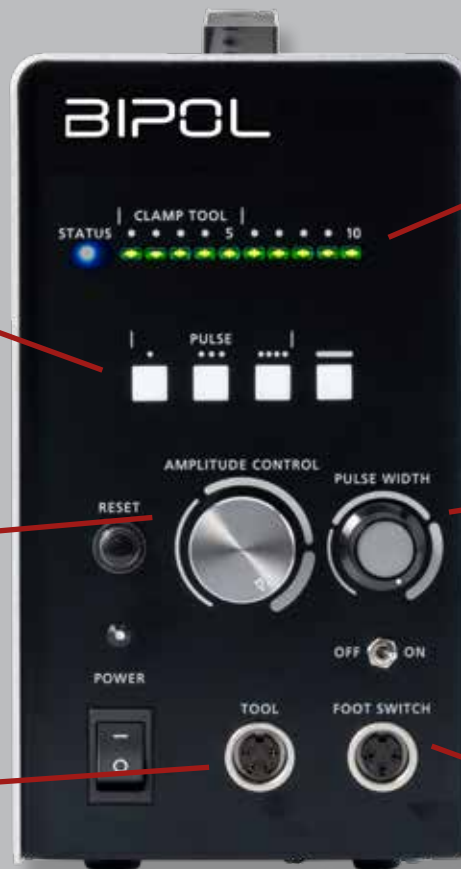 BIPOL
CLAMP TOOL
STATUS 5 10
PULSE
AMPLITUDE CONTROL
PULSE WIDTH
RESET
OFF ON
POWER
TOOL FOOT SWITCH